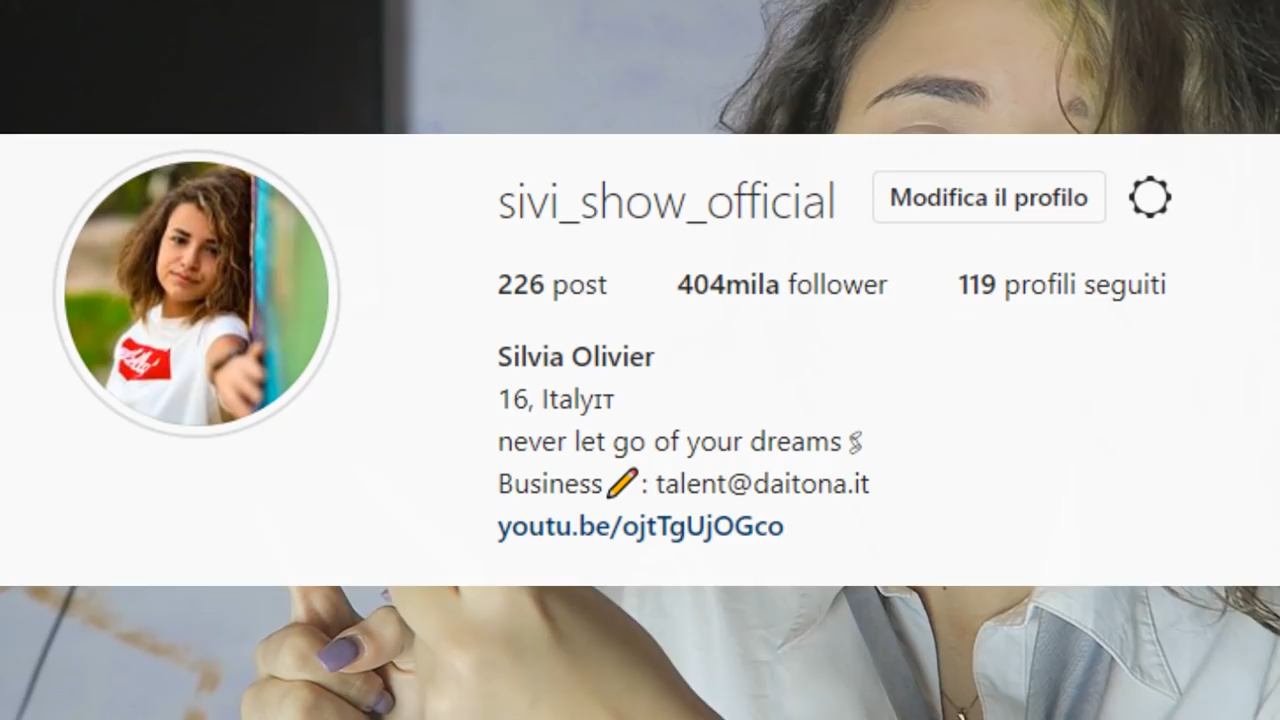 sivi_show_official Modifica il profilo
226 post 404mila follower 119 profili seguiti
Silvia Olivier
16, Italyɪᴛ
never let go of your dreams🖇
Business✏️: talent@daitona.it
youtu.be/ojtTgUjOGco